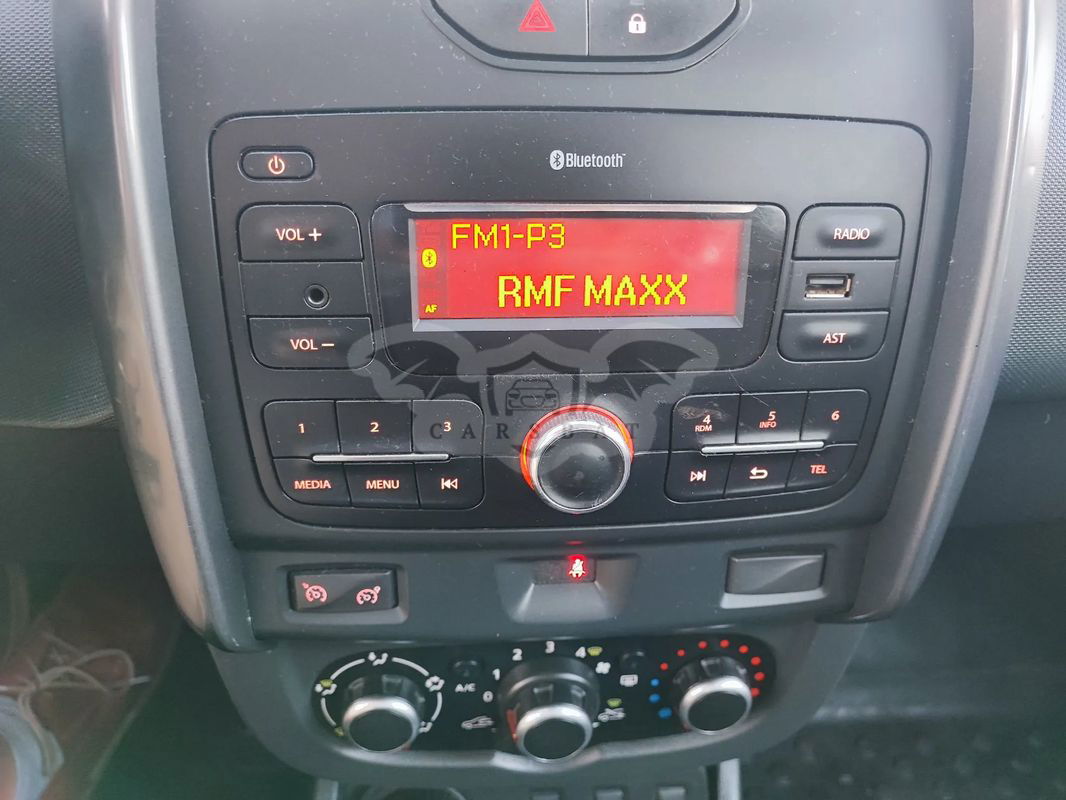 Bluetooth
VOL +
FM1-P3
RADIO
RMF MAXX
AF
VOL −
AST
CARSBAT
1
2
3
4
RDM
5
INFO
6
MEDIA
MENU
TEL
0
1
2
3
4
A/C